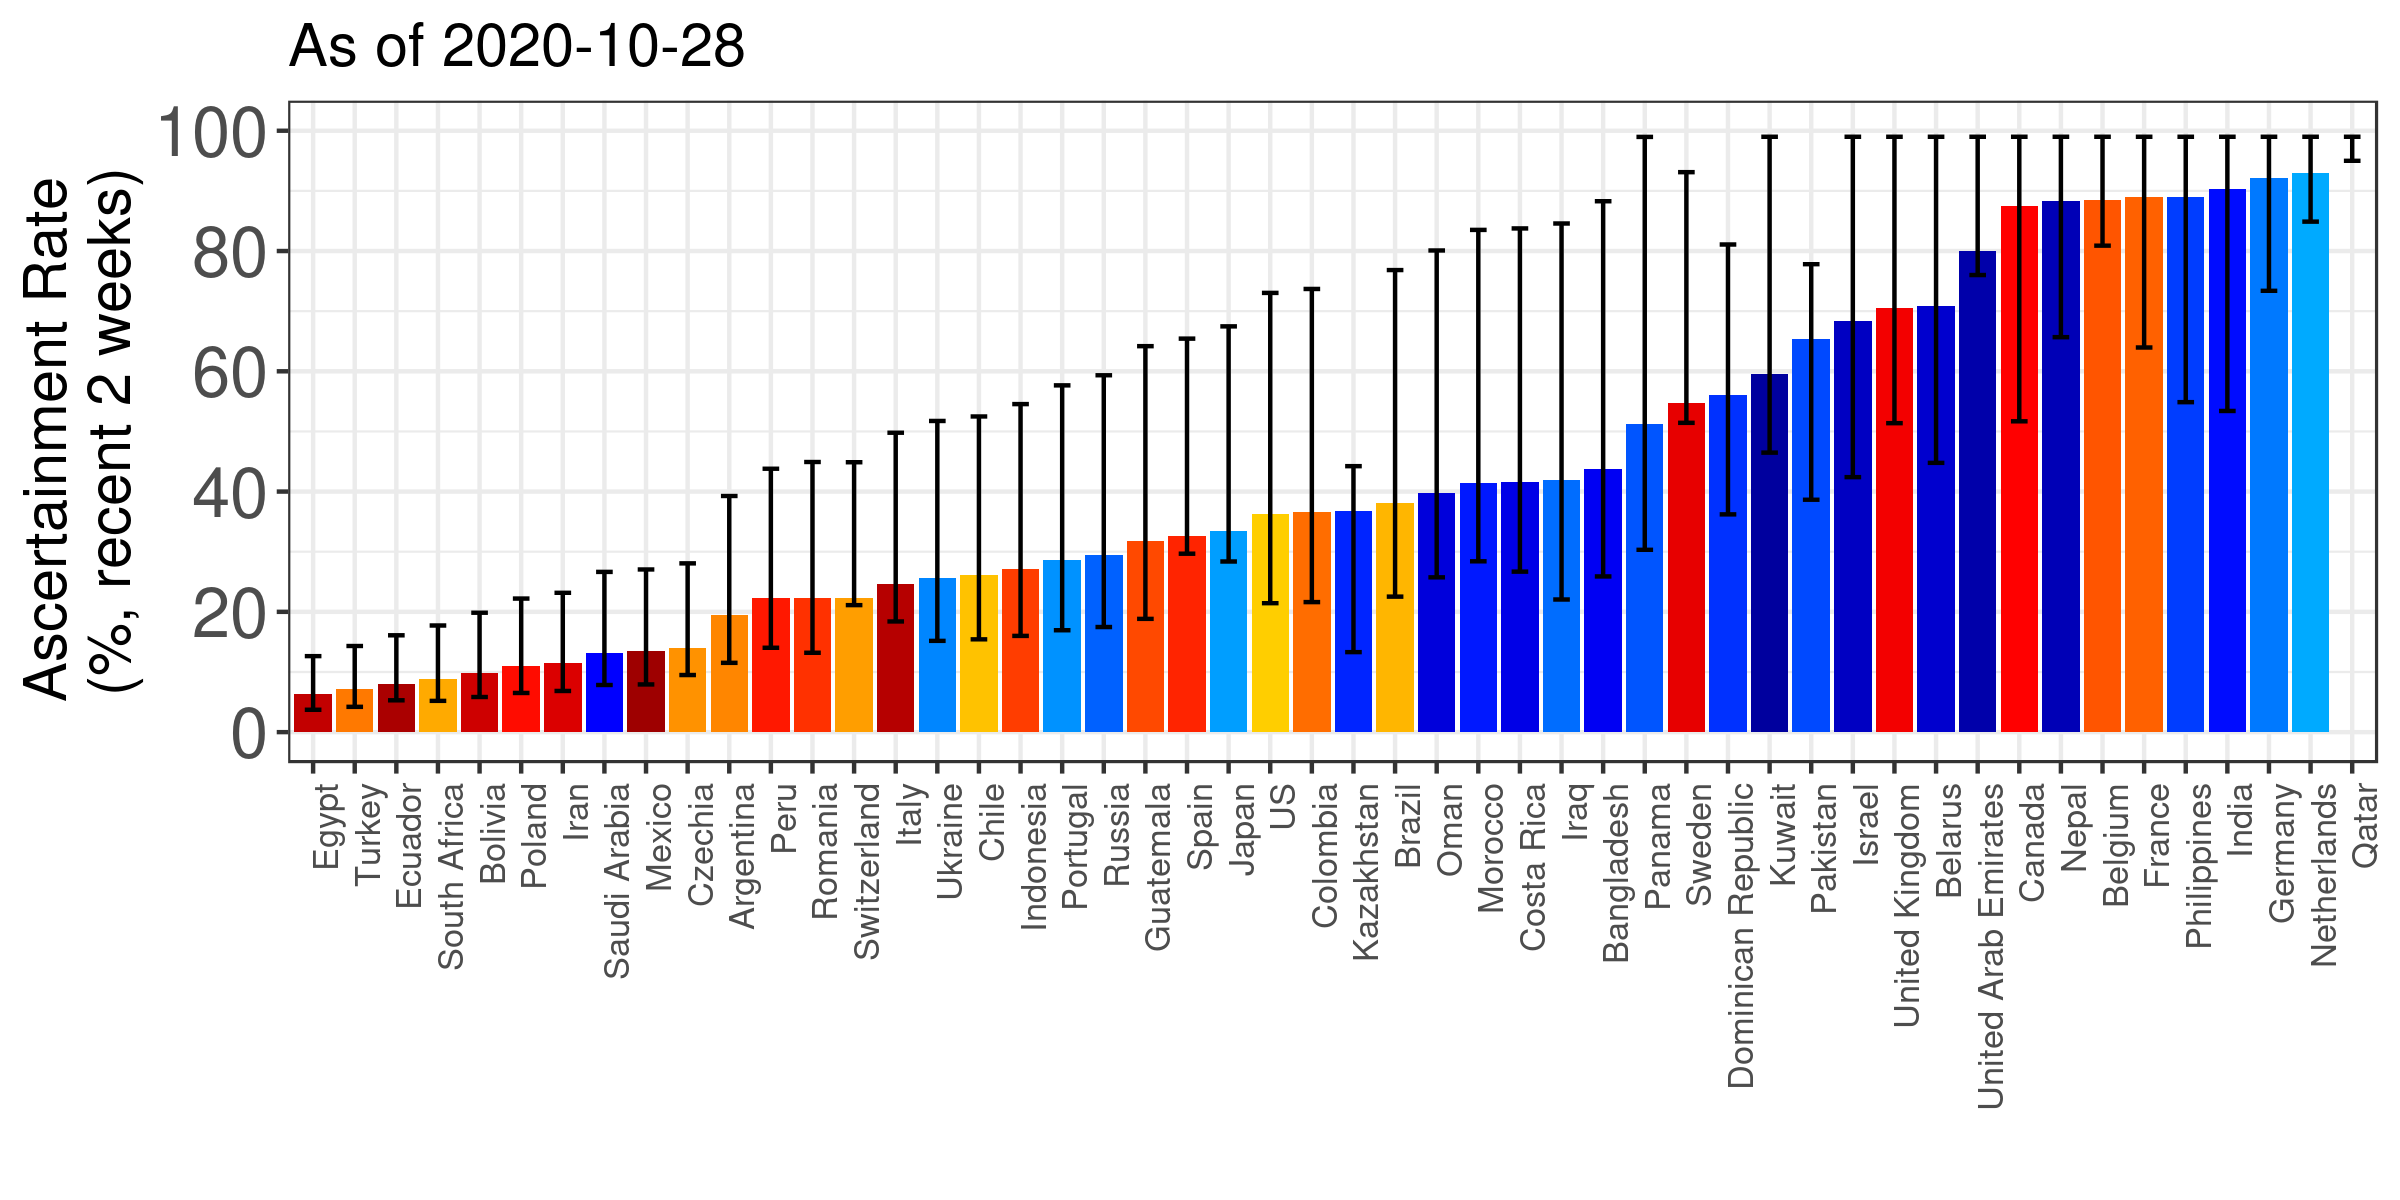 As of 2020-10-28
Ascertainment Rate
(%, recent 2 weeks)
100
80
60
40
20
0
Egypt
Turkey
Ecuador
South Africa
Bolivia
Poland
Iran
Saudi Arabia
Mexico
Czechia
Argentina
Peru
Romania
Switzerland
Italy
Ukraine
Chile
Indonesia
Portugal
Russia
Guatemala
Spain
Japan
US
Colombia
Kazakhstan
Brazil
Oman
Morocco
Costa Rica
Iraq
Bangladesh
Panama
Sweden
Dominican Republic
Kuwait
Pakistan
Israel
United Kingdom
Belarus
United Arab Emirates
Canada
Nepal
Belgium
France
Philippines
India
Germany
Netherlands
Qatar